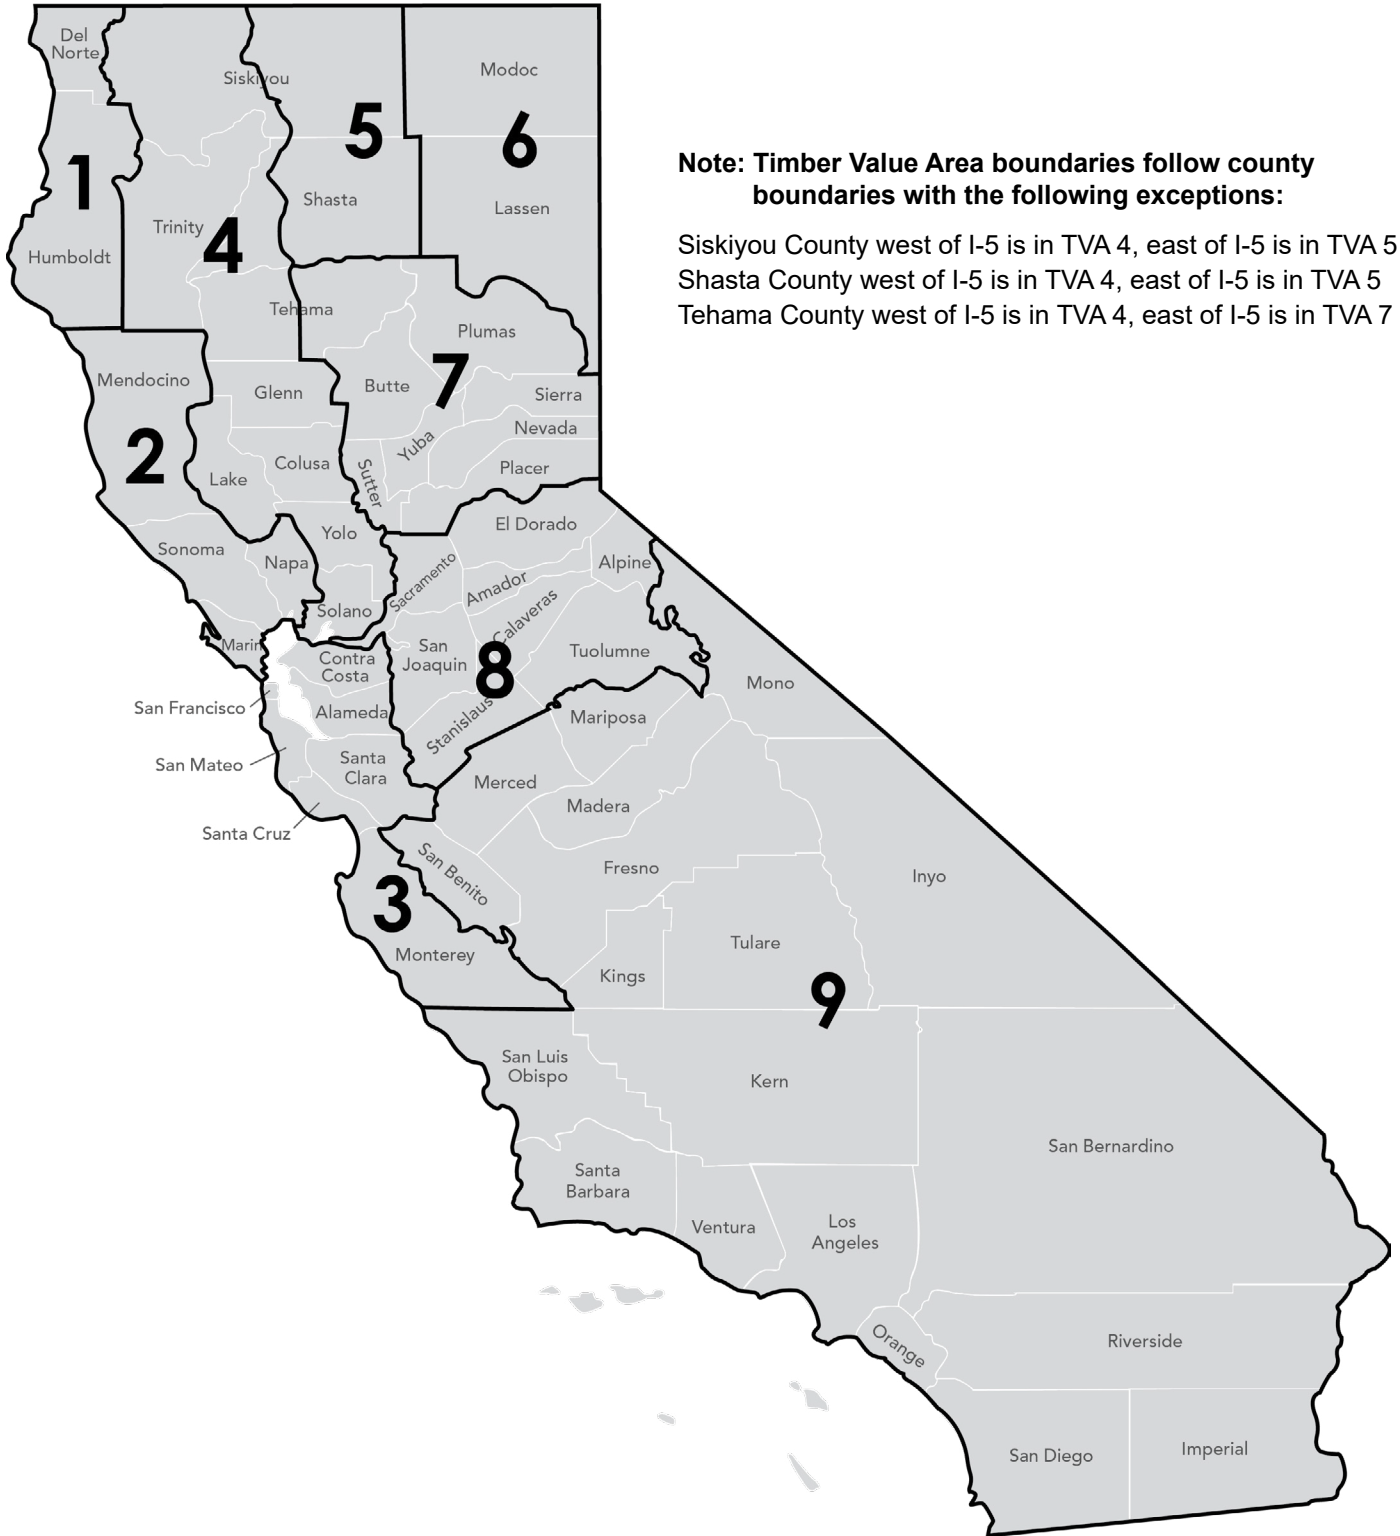 Del
Norte
Siskiyou
Modoc
5
6
1
Note: Timber Value Area boundaries follow county
boundaries with the following exceptions:
Shasta
Lassen
Trinity
4
Humboldt
Siskiyou County west of I-5 is in TVA 4, east of I-5 is in TVA 5
Shasta County west of I-5 is in TVA 4, east of I-5 is in TVA 5
Tehama County west of I-5 is in TVA 4, east of I-5 is in TVA 7
Tehama
Plumas
Mendocino
Glenn
Butte
7
Sierra
Nevada
Yuba
2
Colusa
Lake
Sutter
Placer
El Dorado
Yolo
Sonoma
Napa
Sacramento
Amador
Alpine
Solano
Calaveras
Marin
Contra
Costa
San
Joaquin
8
Tuolumne
Mono
San Francisco
Alameda
Stanislaus
Mariposa
San Mateo
Santa
Clara
Merced
Madera
Santa Cruz
San Benito
Fresno
Inyo
3
Monterey
Tulare
Kings
9
San Luis
Obispo
Kern
San Bernardino
Santa
Barbara
Ventura
Los
Angeles
Orange
Riverside
San Diego
Imperial